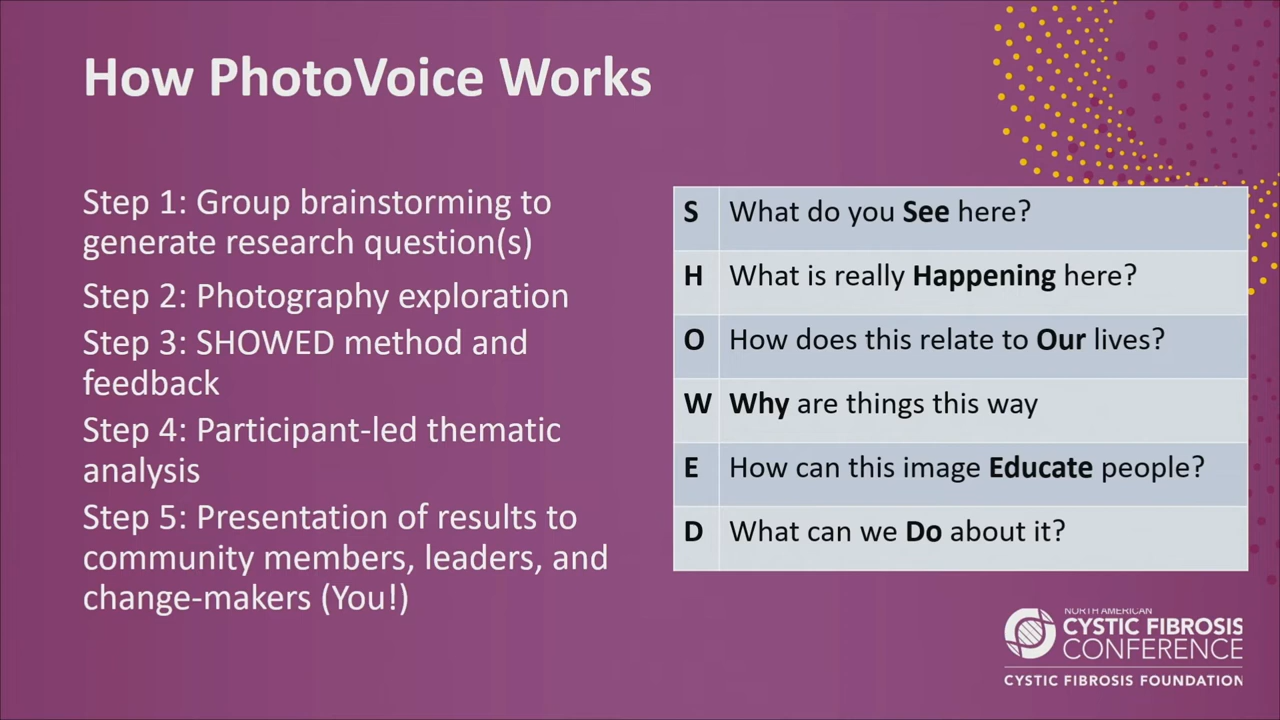 How PhotoVoice Works
Step 1: Group brainstorming to
generate research question(s)
Step 2: Photography exploration
Step 3: SHOWED method and
feedback
Step 4: Participant-led thematic
analysis
Step 5: Presentation of results to
community members, leaders, and
change-makers (You!)
S What do you See here?
H What is really Happening here?
O How does this relate to Our lives?
W Why are things this way
E How can this image Educate people?
D What can we Do about it?
NORTH AMERICAN
CYSTIC FIBROSIS
CONFERENCE
CYSTIC FIBROSIS FOUNDATION